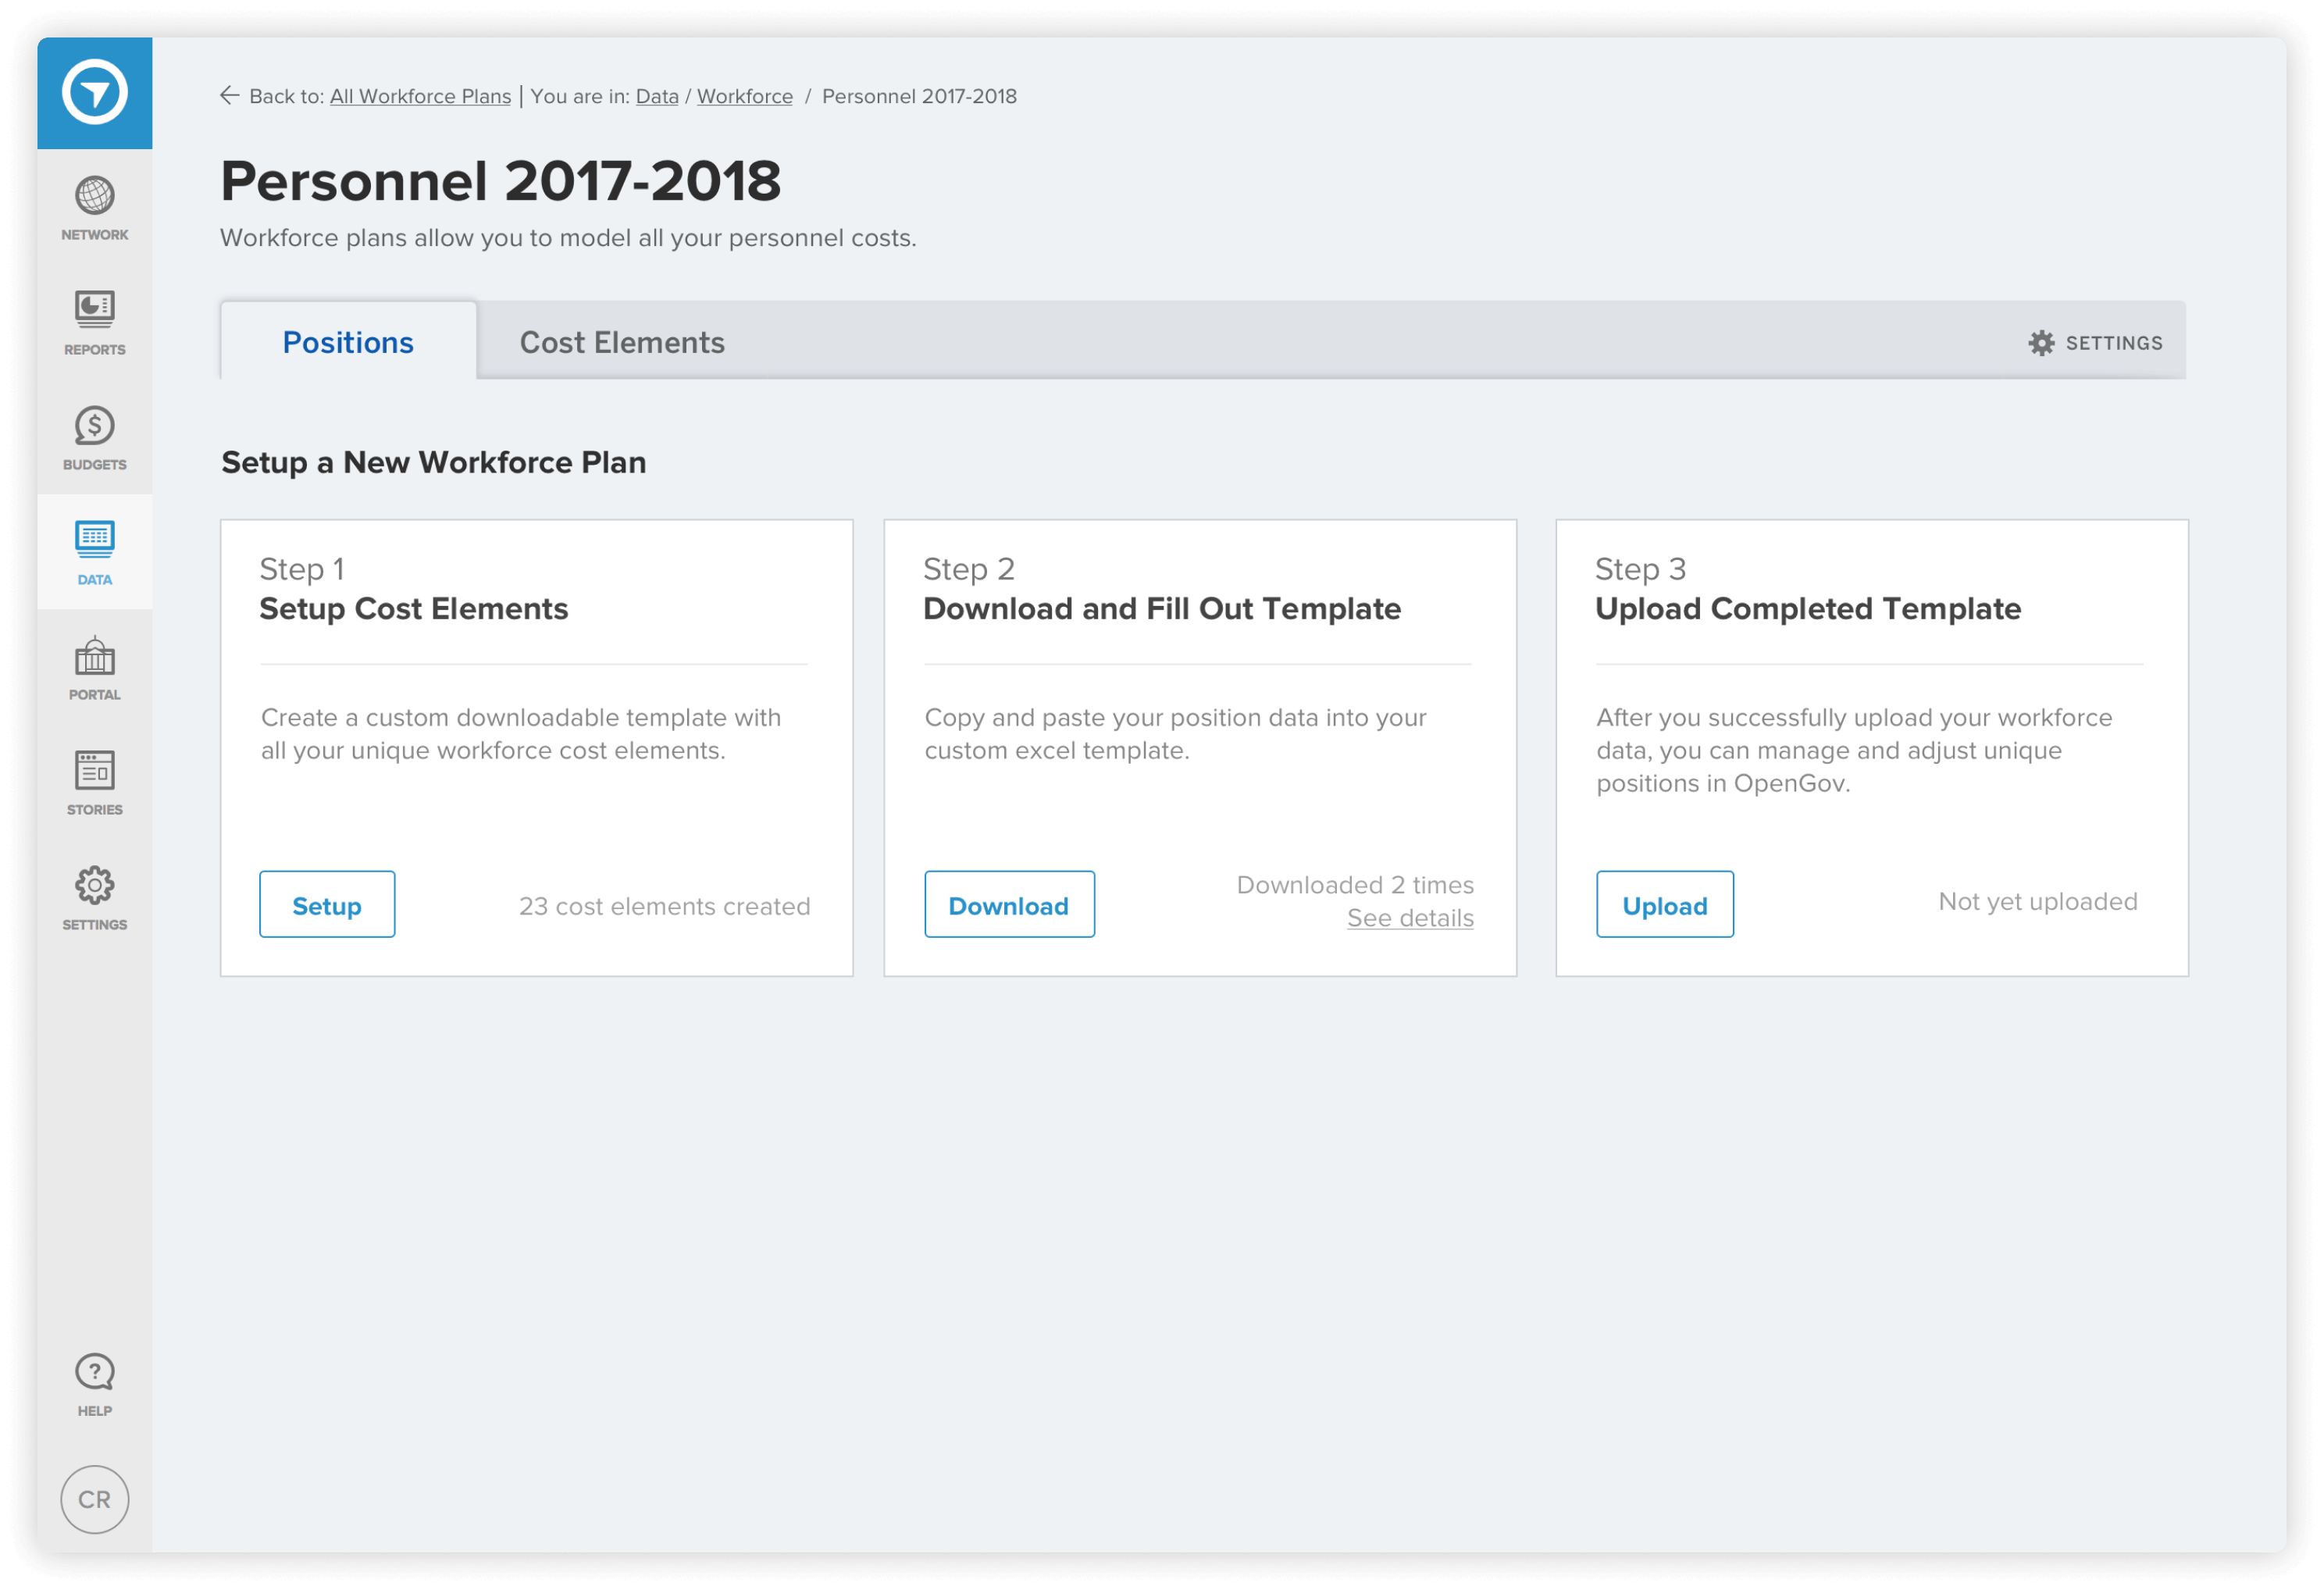 Back to: All Workforce Plans | You are in: Data / Workforce / Personnel 2017-2018
Personnel 2017-2018
Workforce plans allow you to model all your personnel costs.
NETWORK
REPORTS
BUDGETS
DATA
PORTAL
STORIES
SETTINGS
HELP
CR
Positions
Cost Elements
SETTINGS
Setup a New Workforce Plan
Step 1
Setup Cost Elements
Create a custom downloadable template with
all your unique workforce cost elements.
Setup
23 cost elements created
Step 2
Download and Fill Out Template
Copy and paste your position data into your
custom excel template.
Download
Downloaded 2 times
See details
Step 3
Upload Completed Template
After you successfully upload your workforce
data, you can manage and adjust unique
positions in OpenGov.
Upload
Not yet uploaded